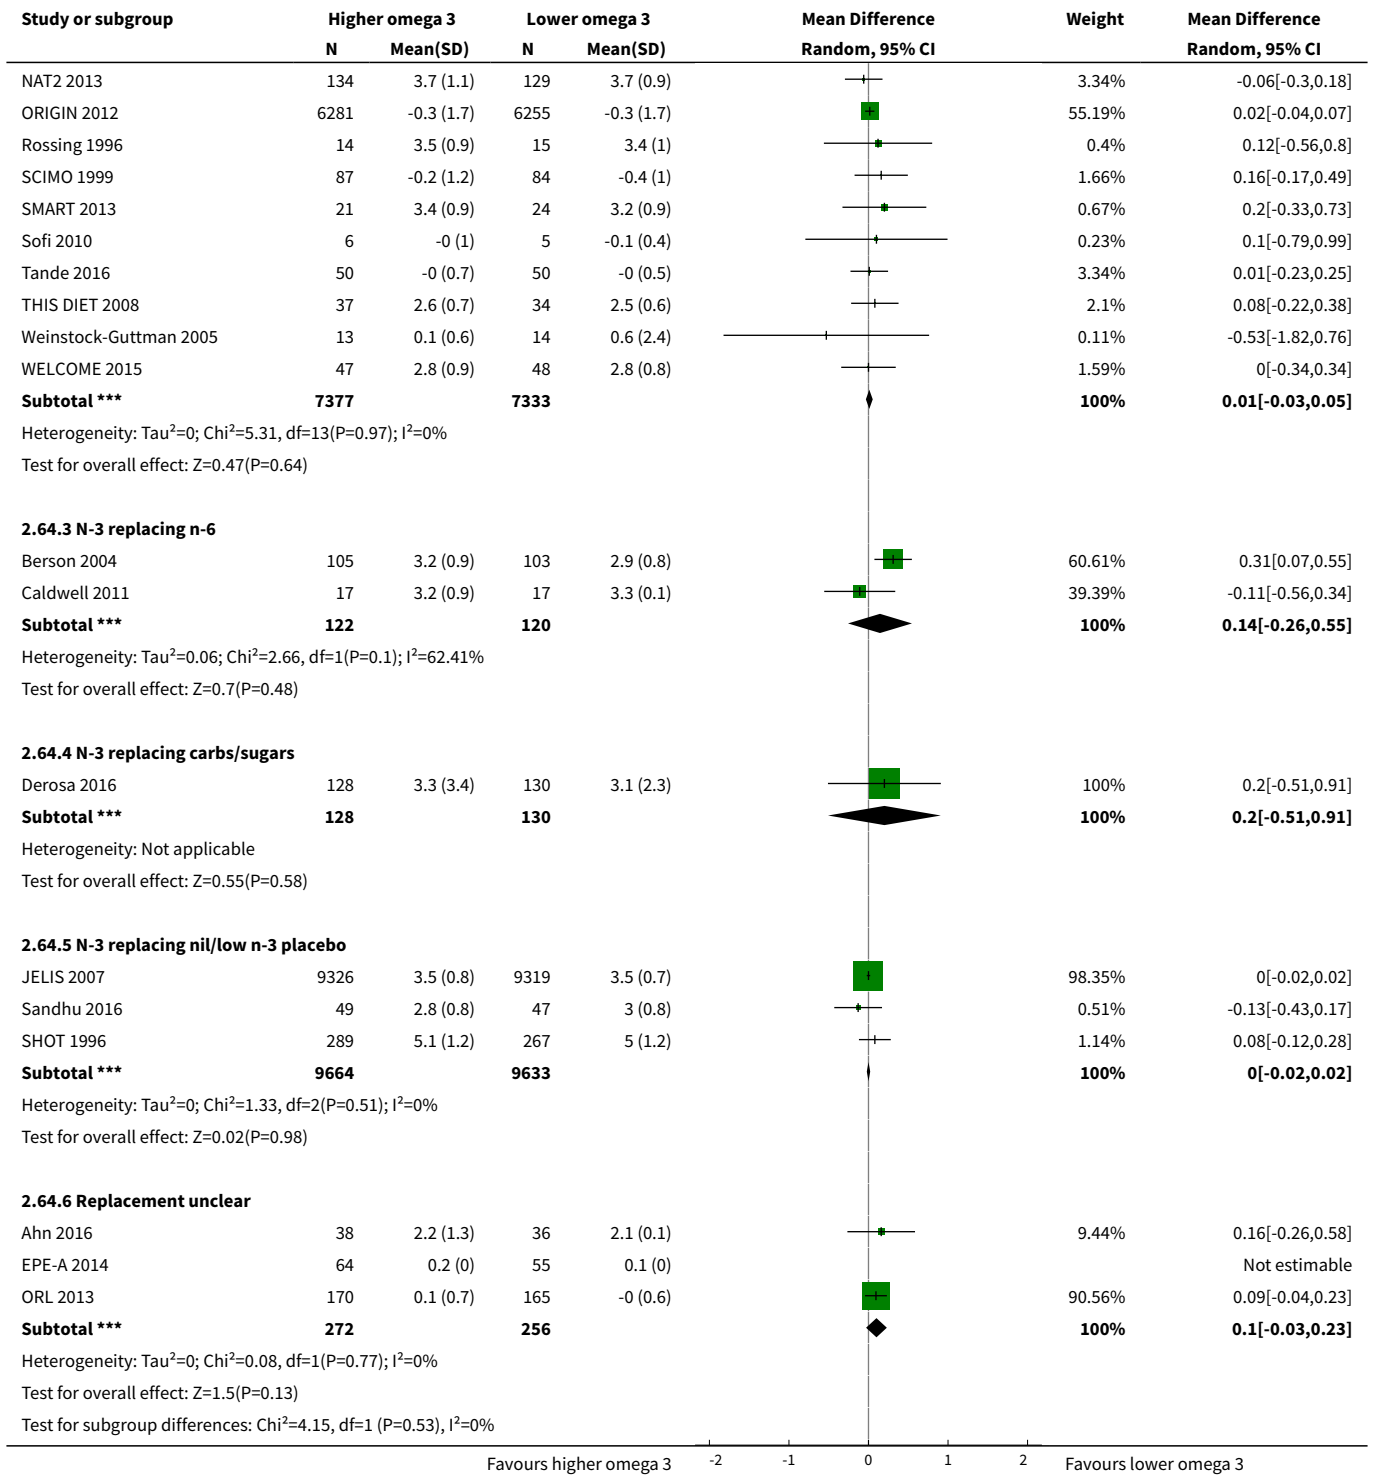 Study or subgroup Higher omega 3 Lower omega 3 Mean Difference Weight Mean Difference
N Mean(SD) N Mean(SD) Random, 95% CI Random, 95% CI
NAT2 2013 134 3.7 (1.1) 129 3.7 (0.9) 3.34% -0.06[-0.3,0.18]
ORIGIN 2012 6281 -0.3 (1.7) 6255 -0.3 (1.7) 55.19% 0.02[-0.04,0.07]
Rossing 1996 14 3.5 (0.9) 15 3.4 (1) 0.4% 0.12[-0.56,0.8]
SCIMO 1999 87 -0.2 (1.2) 84 -0.4 (1) 1.66% 0.16[-0.17,0.49]
SMART 2013 21 3.4 (0.9) 24 3.2 (0.9) 0.67% 0.2[-0.33,0.73]
Sofi 2010 6 -0 (1) 5 -0.1 (0.4) 0.23% 0.1[-0.79,0.99]
Tande 2016 50 -0 (0.7) 50 -0 (0.5) 3.34% 0.01[-0.23,0.25]
THIS DIET 2008 37 2.6 (0.7) 34 2.5 (0.6) 2.1% 0.08[-0.22,0.38]
Weinstock-Guttman 2005 13 0.1 (0.6) 14 0.6 (2.4) 0.11% -0.53[-1.82,0.76]
WELCOME 2015 47 2.8 (0.9) 48 2.8 (0.8) 1.59% 0[-0.34,0.34]
Subtotal *** 7377 7333 100% 0.01[-0.03,0.05]
Heterogeneity: Tau²=0; Chi²=5.31, df=13(P=0.97); I²=0%
Test for overall effect: Z=0.47(P=0.64)
2.64.3 N-3 replacing n-6
Berson 2004 105 3.2 (0.9) 103 2.9 (0.8) 60.61% 0.31[0.07,0.55]
Caldwell 2011 17 3.2 (0.9) 17 3.3 (0.1) 39.39% -0.11[-0.56,0.34]
Subtotal *** 122 120 100% 0.14[-0.26,0.55]
Heterogeneity: Tau²=0.06; Chi²=2.66, df=1(P=0.1); I²=62.41%
Test for overall effect: Z=0.7(P=0.48)
2.64.4 N-3 replacing carbs/sugars
Derosa 2016 128 3.3 (3.4) 130 3.1 (2.3) 100% 0.2[-0.51,0.91]
Subtotal *** 128 130 100% 0.2[-0.51,0.91]
Heterogeneity: Not applicable
Test for overall effect: Z=0.55(P=0.58)
2.64.5 N-3 replacing nil/low n-3 placebo
JELIS 2007 9326 3.5 (0.8) 9319 3.5 (0.7) 98.35% 0[-0.02,0.02]
Sandhu 2016 49 2.8 (0.8) 47 3 (0.8) 0.51% -0.13[-0.43,0.17]
SHOT 1996 289 5.1 (1.2) 267 5 (1.2) 1.14% 0.08[-0.12,0.28]
Subtotal *** 9664 9633 100% 0[-0.02,0.02]
Heterogeneity: Tau²=0; Chi²=1.33, df=2(P=0.51); I²=0%
Test for overall effect: Z=0.02(P=0.98)
2.64.6 Replacement unclear
Ahn 2016 38 2.2 (1.3) 36 2.1 (0.1) 9.44% 0.16[-0.26,0.58]
EPE-A 2014 64 0.2 (0) 55 0.1 (0) Not estimable
ORL 2013 170 0.1 (0.7) 165 -0 (0.6) 90.56% 0.09[-0.04,0.23]
Subtotal *** 272 256 100% 0.1[-0.03,0.23]
Heterogeneity: Tau²=0; Chi²=0.08, df=1(P=0.77); I²=0%
Test for overall effect: Z=1.5(P=0.13)
Test for subgroup differences: Chi²=4.15, df=1 (P=0.53), I²=0%
Favours higher omega 3 -2 -1 0 1 2 Favours lower omega 3